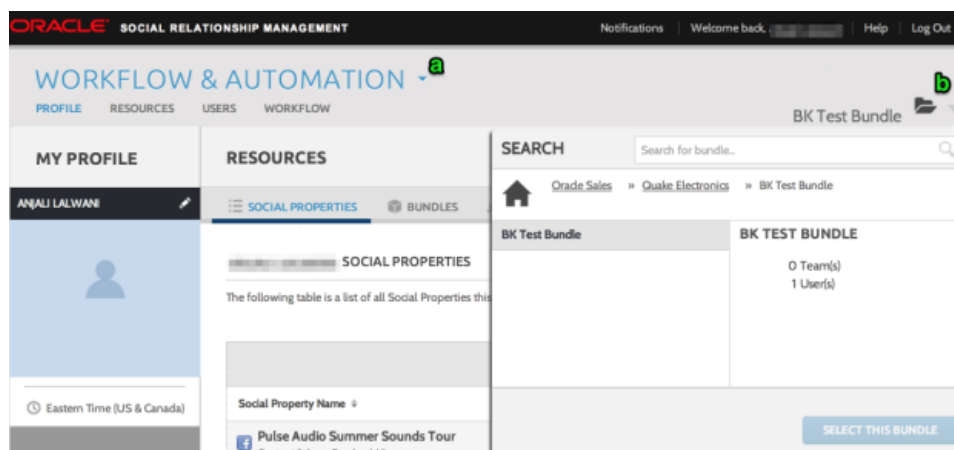 ORACLE SOCIAL RELATIONSHIP MANAGEMENT Notifications Welcome back, Help Log Out
WORKFLOW & AUTOMATION a
b
PROFILE RESOURCES USERS WORKFLOW
BK Test Bundle
MY PROFILE
RESOURCES
SEARCH Search for bundle...
ANJALI LALWANI
SOCIAL PROPERTIES BUNDLES
Oracle Sales » Quake Electronics » BK Test Bundle
BK Test Bundle
BK TEST BUNDLE
0 Team(s)
1 User(s)
SOCIAL PROPERTIES
The following table is a list of all Social Properties this
Eastern Time (US & Canada)
Social Property Name
Pulse Audio Summer Sounds Tour
SELECT THIS BUNDLE